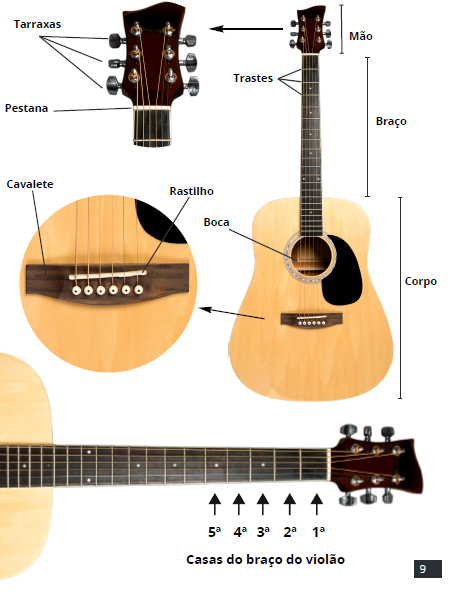 Tarraxas
Mão
Trastes
Pestana
Braço
Cavalete
Rastilho
Boca
Corpo
5ª 4ª 3ª 2ª 1ª
Casas do braço do violão
9